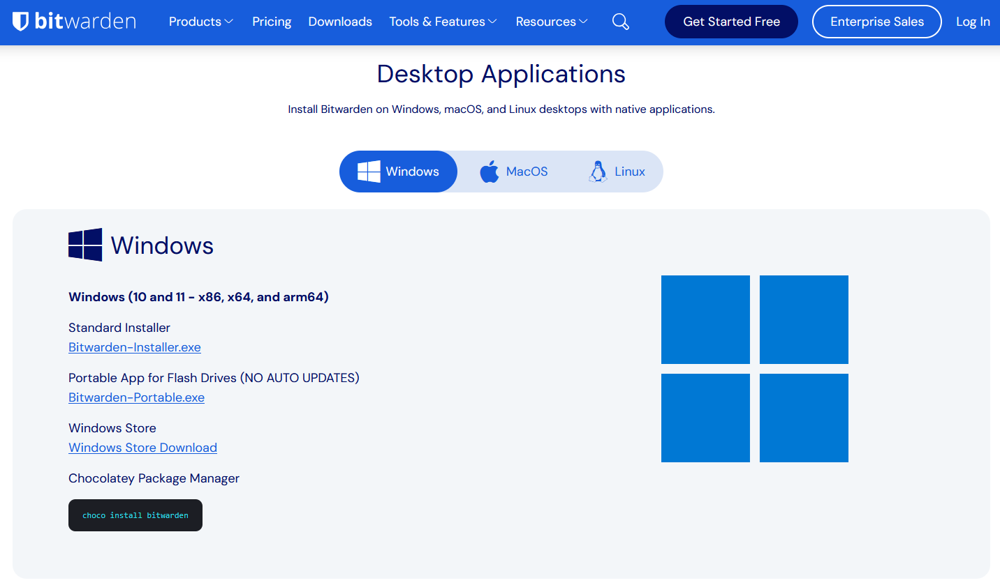 bitwarden Products Pricing Downloads Tools & Features Resources Get Started Free Enterprise Sales Log In
Desktop Applications
Install Bitwarden on Windows, macOS, and Linux desktops with native applications.
Windows MacOS Linux
Windows
Windows (10 and 11 - x86, x64, and arm64)
Standard Installer
Bitwarden-Installer.exe
Portable App for Flash Drives (NO AUTO UPDATES)
Bitwarden-Portable.exe
Windows Store
Windows Store Download
Chocolatey Package Manager
choco install bitwarden